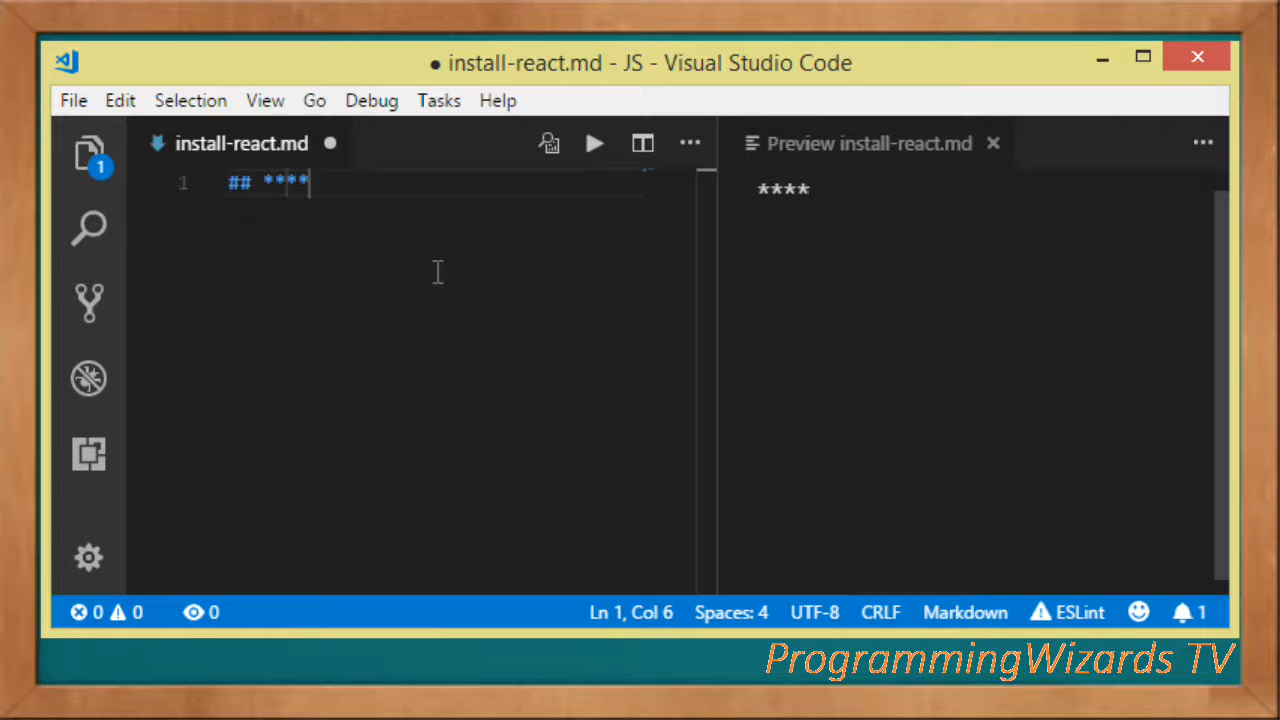 ● install-react.md - JS - Visual Studio Code
File Edit Selection View Go Debug Tasks Help
1
install-react.md
Preview install-react.md
1 ## ****
****
0 0 0
Ln 1, Col 6 Spaces: 4 UTF-8 CRLF Markdown ESLint 1
ProgrammingWizards TV